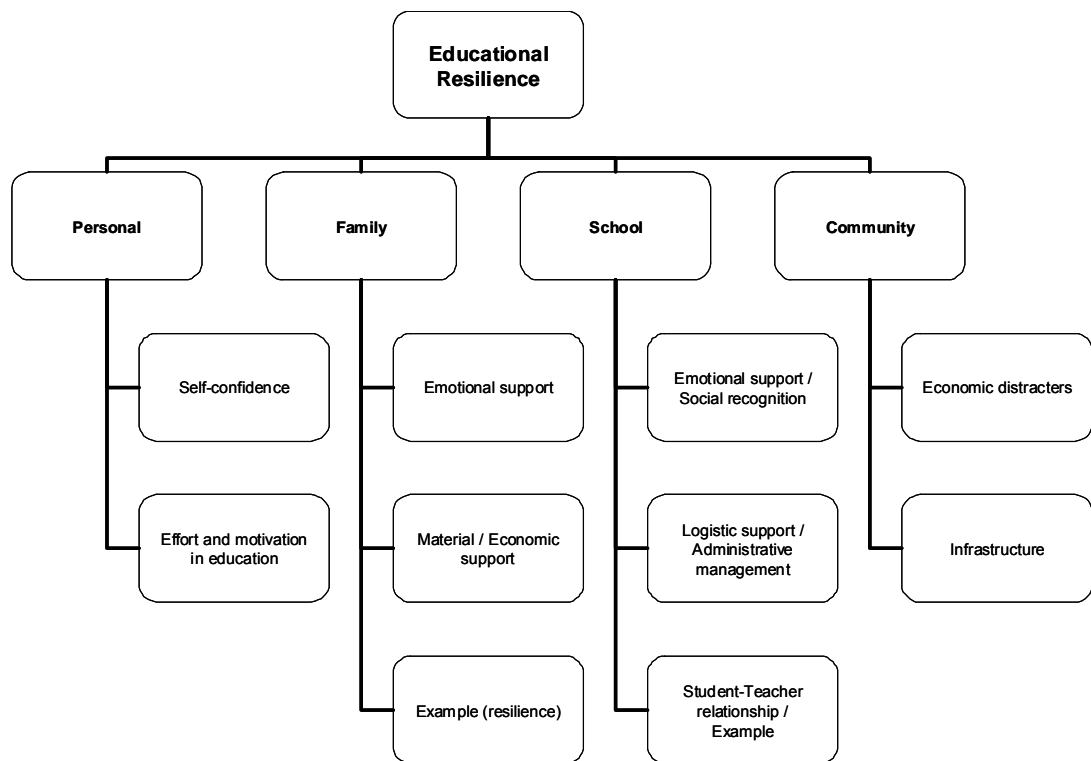 Educational
Resilience
Personal
Family
School
Community
Self-confidence
Emotional support
Emotional support /
Social recognition
Economic distracters
Effort and motivation
in education
Material / Economic
support
Logistic support /
Administrative
management
Infrastructure
Example (resilience)
Student-Teacher
relationship /
Example